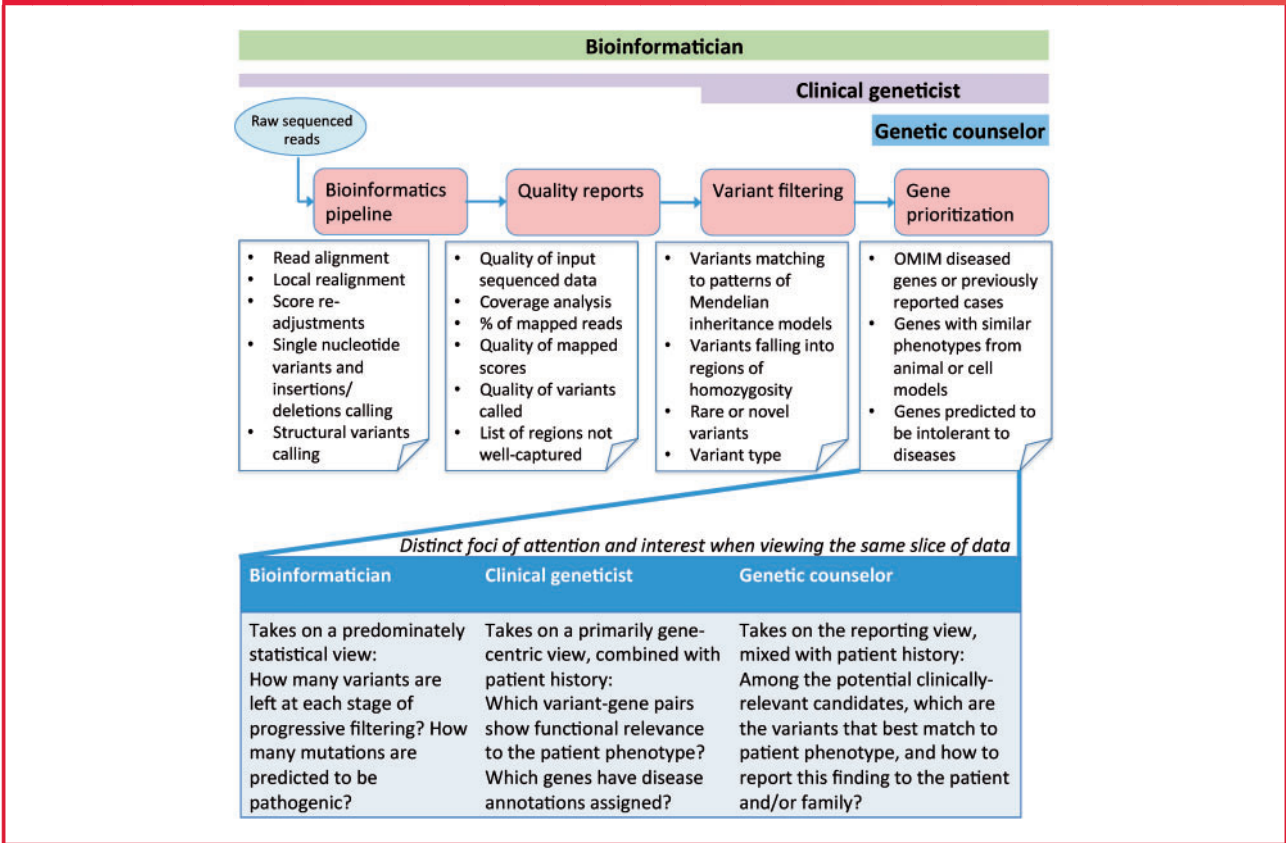 Bioinformatician
Clinical geneticist
Genetic counselor
Raw sequenced
reads
Bioinformatics
pipeline
Quality reports
Variant filtering
Gene
prioritization
• Read alignment
• Local realignment
• Score re-
adjustments
• Single nucleotide
variants and
insertions/
deletions calling
• Structural variants
calling
• Quality of input
sequenced data
• Coverage analysis
• % of mapped reads
• Quality of mapped
scores
• Quality of variants
called
• List of regions not
well-captured
• Variants matching
to patterns of
Mendelian
inheritance models
• Variants falling into
regions of
homozygosity
• Rare or novel
variants
• Variant type
• OMIM diseased
genes or previously
reported cases
• Genes with similar
phenotypes from
animal or cell
models
• Genes predicted to
be intolerant to
diseases
Distinct foci of attention and interest when viewing the same slice of data
Bioinformatician
Takes on a predominately
statistical view:
How many variants are
left at each stage of
progressive filtering? How
many mutations are
predicted to be
pathogenic?
Clinical geneticist
Takes on a primarily gene-
centric view, combined with
patient history:
Which variant-gene pairs
show functional relevance
to the patient phenotype?
Which genes have disease
annotations assigned?
Genetic counselor
Takes on the reporting view,
mixed with patient history:
Among the potential clinically-
relevant candidates, which are
the variants that best match to
patient phenotype, and how to
report this finding to the patient
and/or family?